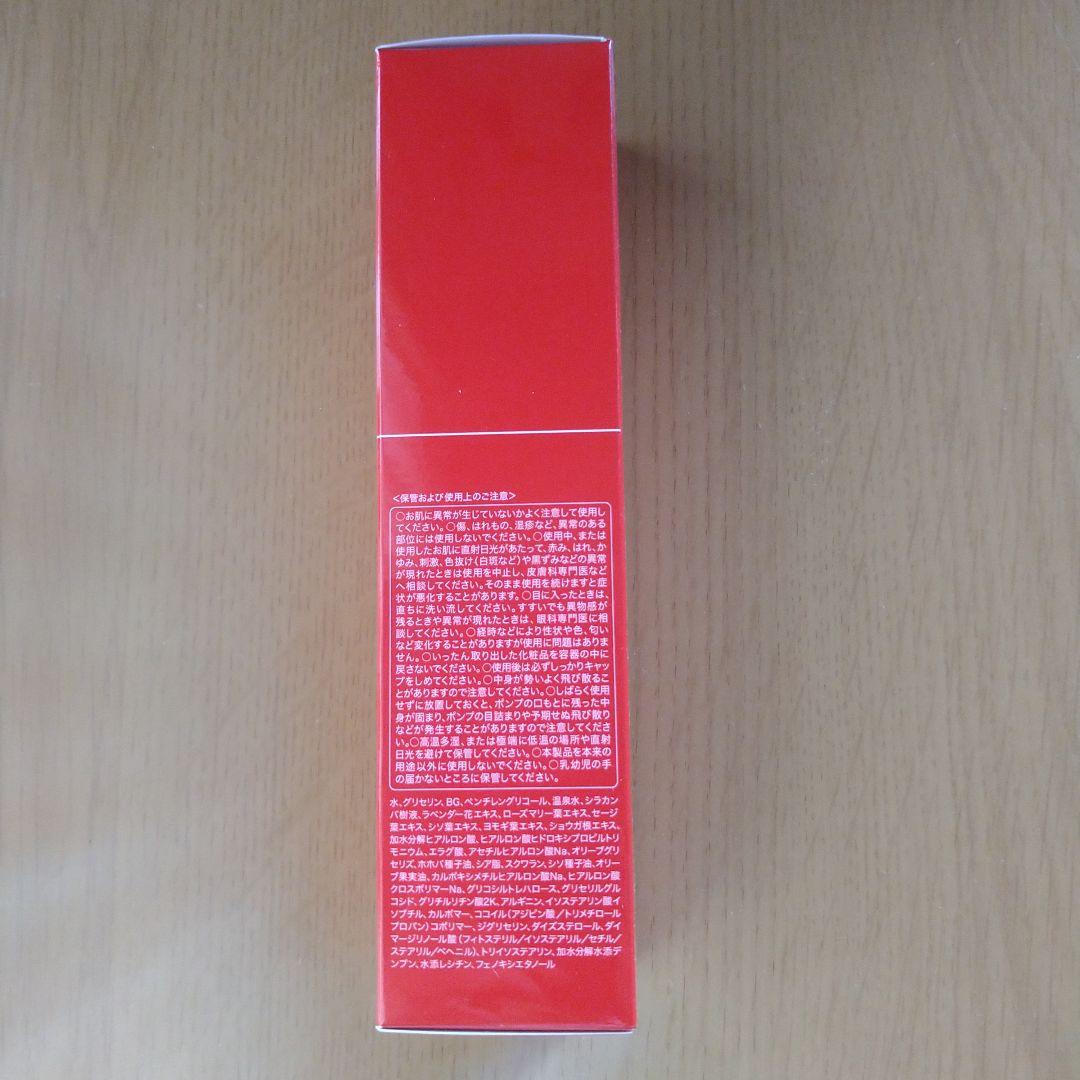 <保管および使用上のご注意>
○お肌に異常が生じていないかよく注意して使用し
てください。○傷、はれもの、湿疹など、異常のある
部位には使用しないでください。○使用中、または
使用したお肌に直射日光があたって、赤み、はれ、か
ゆみ、刺激、色抜け(白斑など)や黒ずみなどの異常
が現れたときは使用を中止し、皮膚科専門医など
へ相談してください。そのまま使用を続けますと症
状が悪化することがあります。○目に入ったときは、
直ちに洗い流してください。すすいでも異物感が
残るときや異常が現れたときは、眼科専門医に相
談してください。○経時などにより性状や色、匂い
など変化することがありますが使用に問題はありま
せん。○いったん取り出した化粧品を容器の中に
戻さないでください。○使用後は必ずしっかりキャッ
プをしめてください。○中身が勢いよく飛び散るこ
とがありますので注意してください。○しばらく使用
せずに放置しておくと、ポンプの口もとに残った中
身が固まり、ポンプの目詰まりや予期せぬ飛び散り
などが発生することがありますので注意してくださ
い。○高温多湿、または極端に低温の場所や直射
日光を避けて保管してください。○本製品を本来の
用途以外に使用しないでください。○乳幼児の手
の届かないところに保管してください。
水、グリセリン、BG、ペンチレングリコール、温泉水、シラカン
バ樹液、ラベンダー花エキス、ローズマリー葉エキス、セージ
葉エキス、シソ葉エキス、ヨモギ葉エキス、ショウガ根エキス、
加水分解ヒアルロン酸、ヒアルロン酸ヒドロキシプロピルトリ
モニウム、エラグ酸、アセチルヒアルロン酸Na、オリーブグリ
セリズ、ホホバ種子油、シア脂、スクワラン、シソ種子油、オリー
ブ果実油、カルボキシメチルヒアルロン酸Na、ヒアルロン酸
クロスポリマーNa、グリコシルトレハロース、グリセリルグル
コシド、グリチルリチン酸2K、アルギニン、イソステアリン酸イ
ソプチル、カルボマー、ココイル(アジピン酸/トリメチロール
プロパン)コポリマー、ジグリセリン、ダイズステロール、ダイ
マージリノール酸(フィトステリル/イソステアリル/セチル/
ステアリル/ベヘニル)、トリイソステアリン、加水分解水添デ
ンプン、水添レシチン、フェノキシエタノール